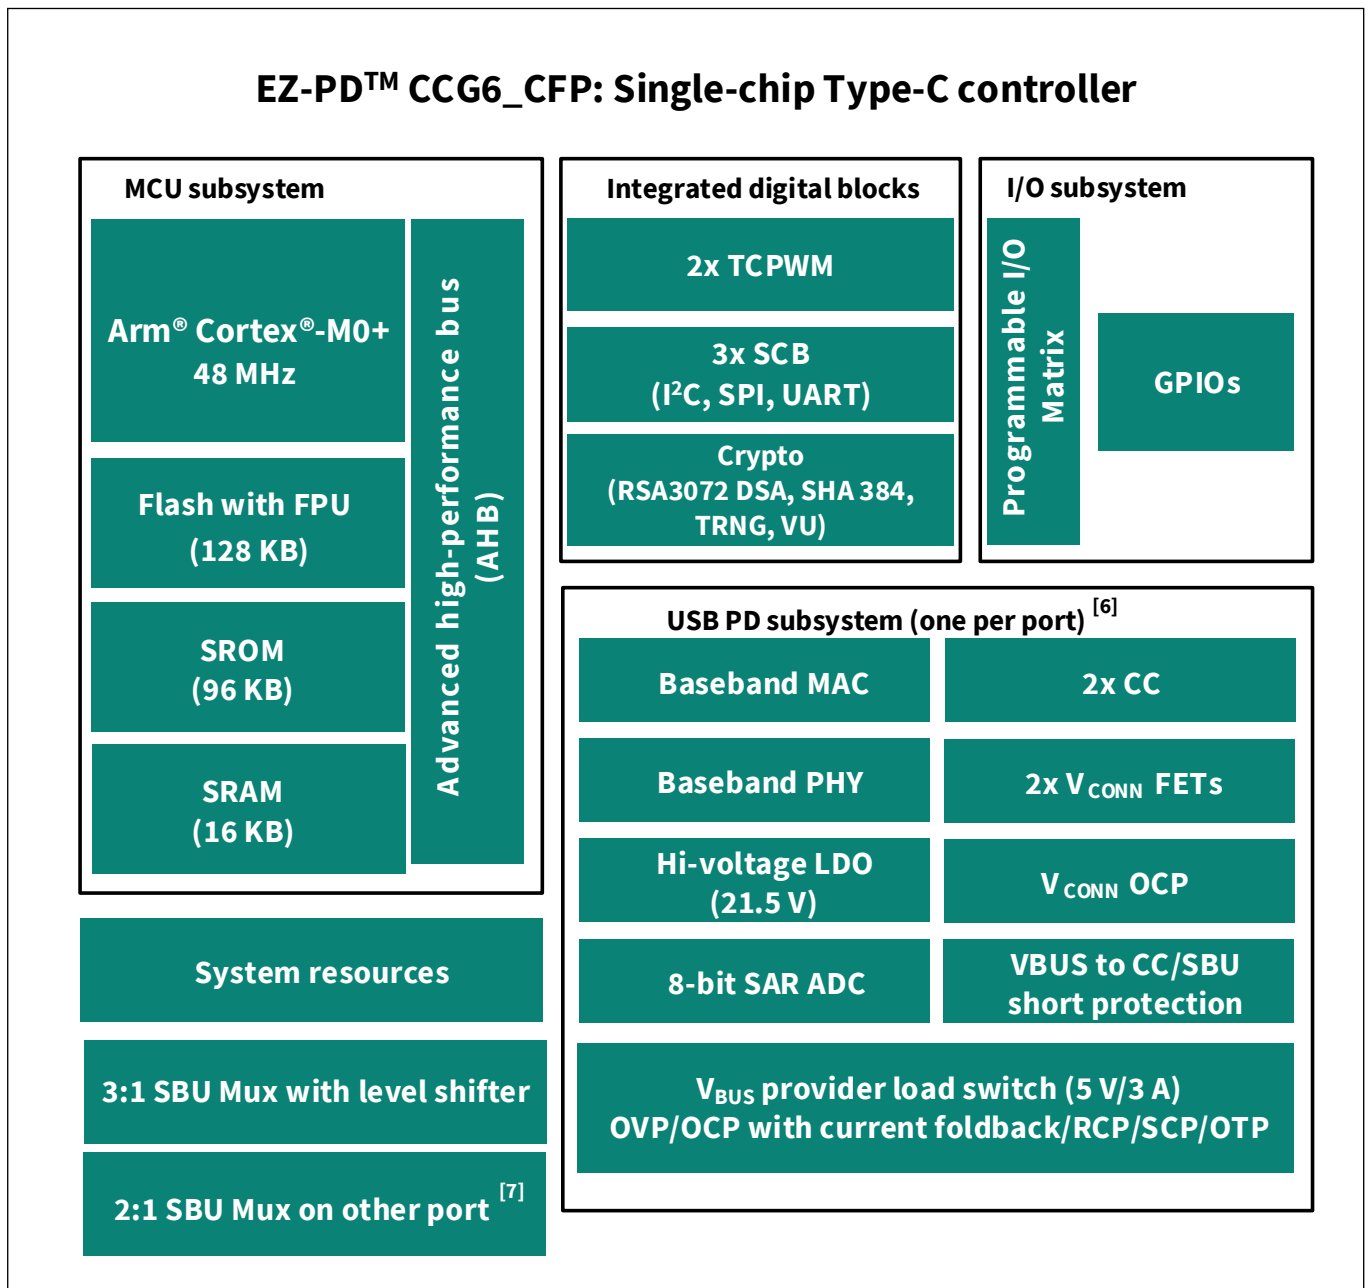 EZ-PD™ CCG6_CFP: Single-chip Type-C controller
MCU subsystem
Arm® Cortex®-M0+
48 MHz
Flash with FPU
(128 KB)
SROM
(96 KB)
SRAM
(16 KB)
Advanced high-performance bus
(AHB)
Integrated digital blocks
2x TCPWM
3x SCB
(I²C, SPI, UART)
Crypto
(RSA3072 DSA, SHA 384,
TRNG, VU)
I/O subsystem
Programmable I/O
Matrix
GPIOs
System resources
3:1 SBU Mux with level shifter
2:1 SBU Mux on other port [7]
USB PD subsystem (one per port) [6]
Baseband MAC
2x CC
Baseband PHY
2x VCONN FETs
Hi-voltage LDO
(21.5 V)
VCONN OCP
8-bit SAR ADC
VBUS to CC/SBU
short protection
VBUS provider load switch (5 V/3 A)
OVP/OCP with current foldback/RCP/SCP/OTP